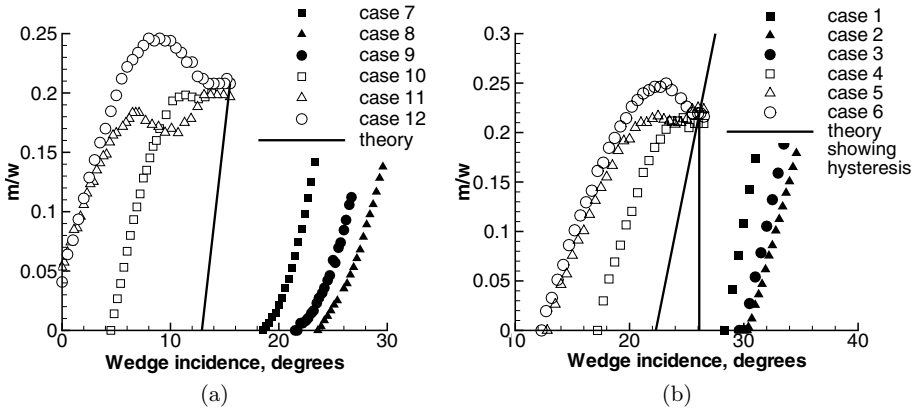 case 7
case 8
case 9
case 10
case 11
case 12
theory
0.25
0.2
0.15
0.1
0.05
0
m/w
0 10 20 30
Wedge incidence, degrees
(a)
case 1
case 2
case 3
case 4
case 5
case 6
theory
showing
hysteresis
0.3
0.25
0.2
0.15
0.1
0.05
0
m/w
10 20 30 40
Wedge incidence, degrees
(b)